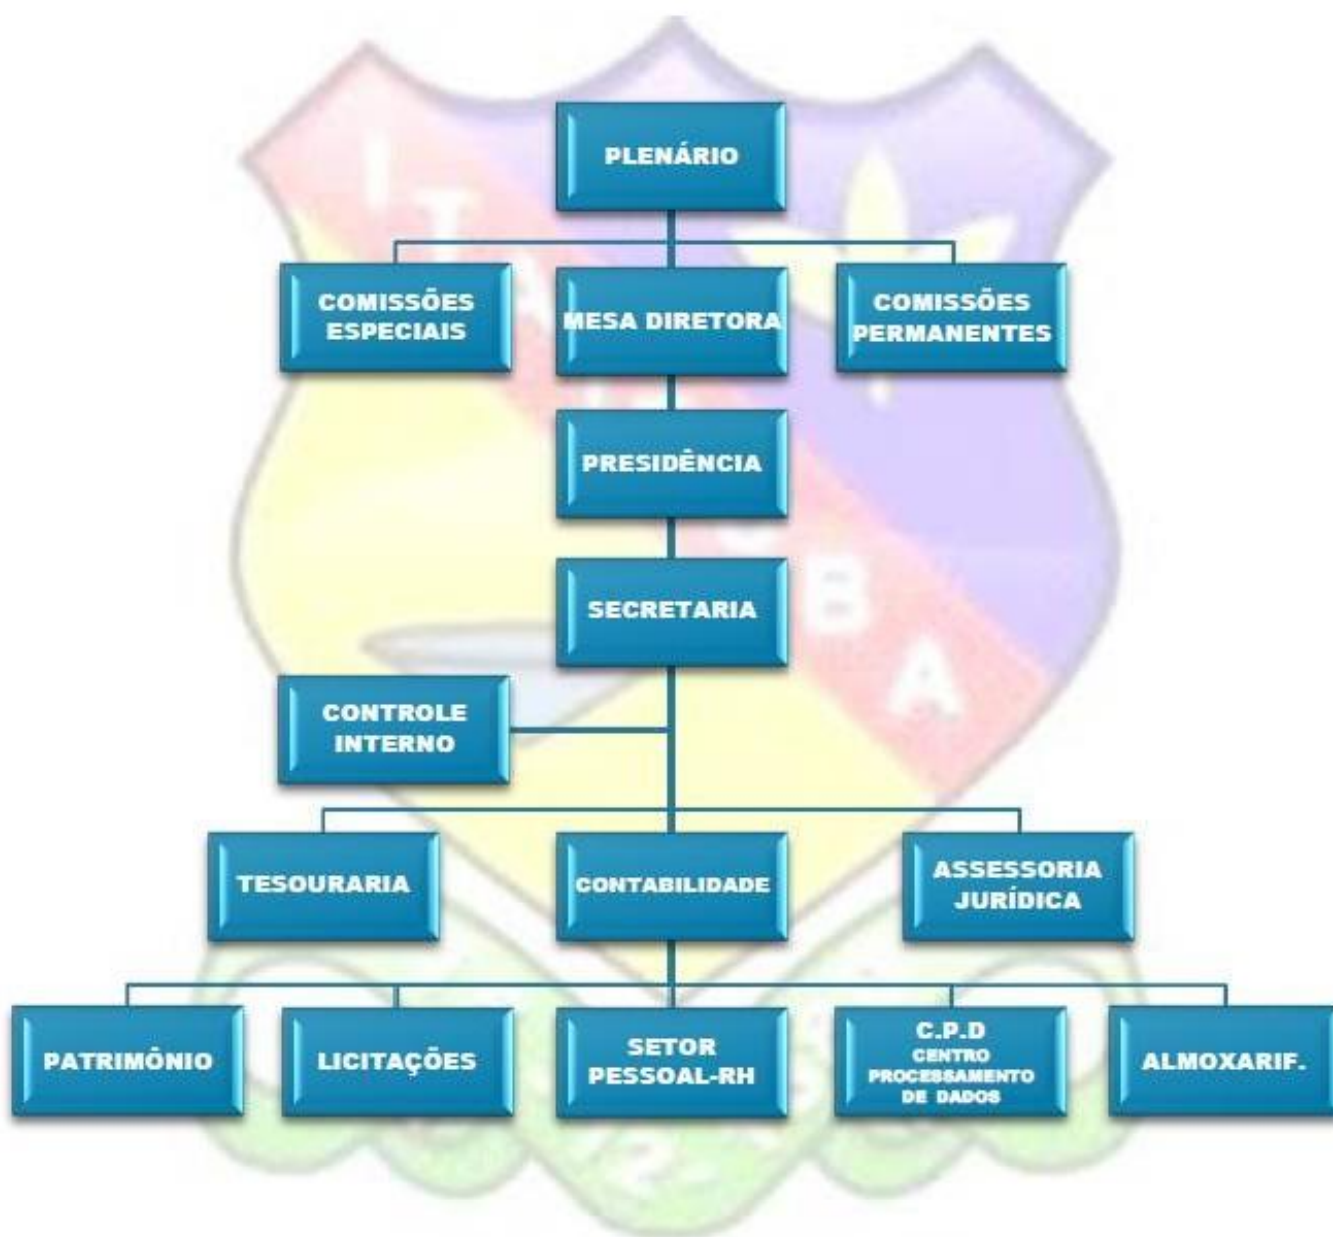 PLENÁRIO
COMISSÕES
ESPECIAIS
MESA DIRETORA
COMISSÕES
PERMANENTES
PRESIDÊNCIA
SECRETARIA
CONTROLE
INTERNO
TESOURARIA
CONTABILIDADE
ASSESSORIA
JURÍDICA
PATRIMÔNIO
LICITAÇÕES
SETOR
PESSOAL-RH
C.P.D
CENTRO
PROCESSAMENTO
DE DADOS
ALMOXARIF.